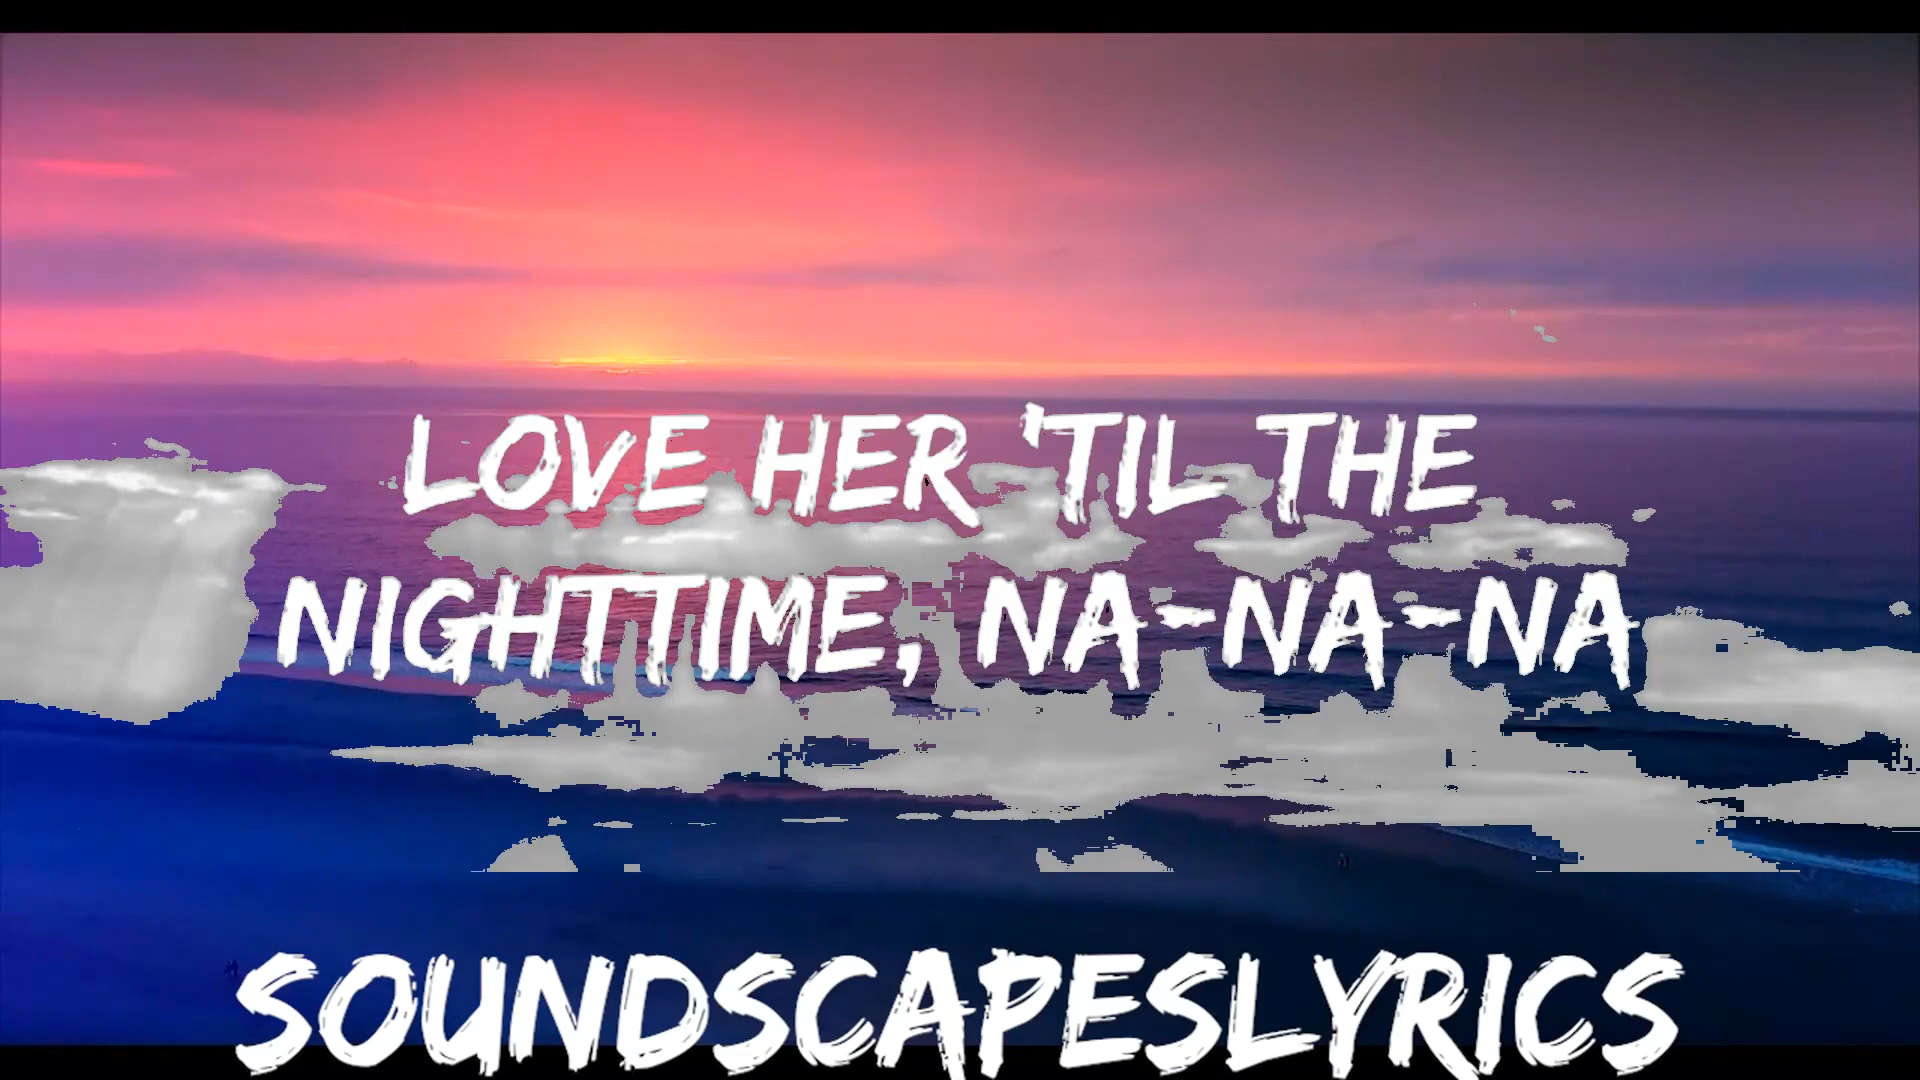 LOVE HER 'TIL THE
NIGHTTIME, NA-NA-NA
SOUNDSCAPESLYRICS